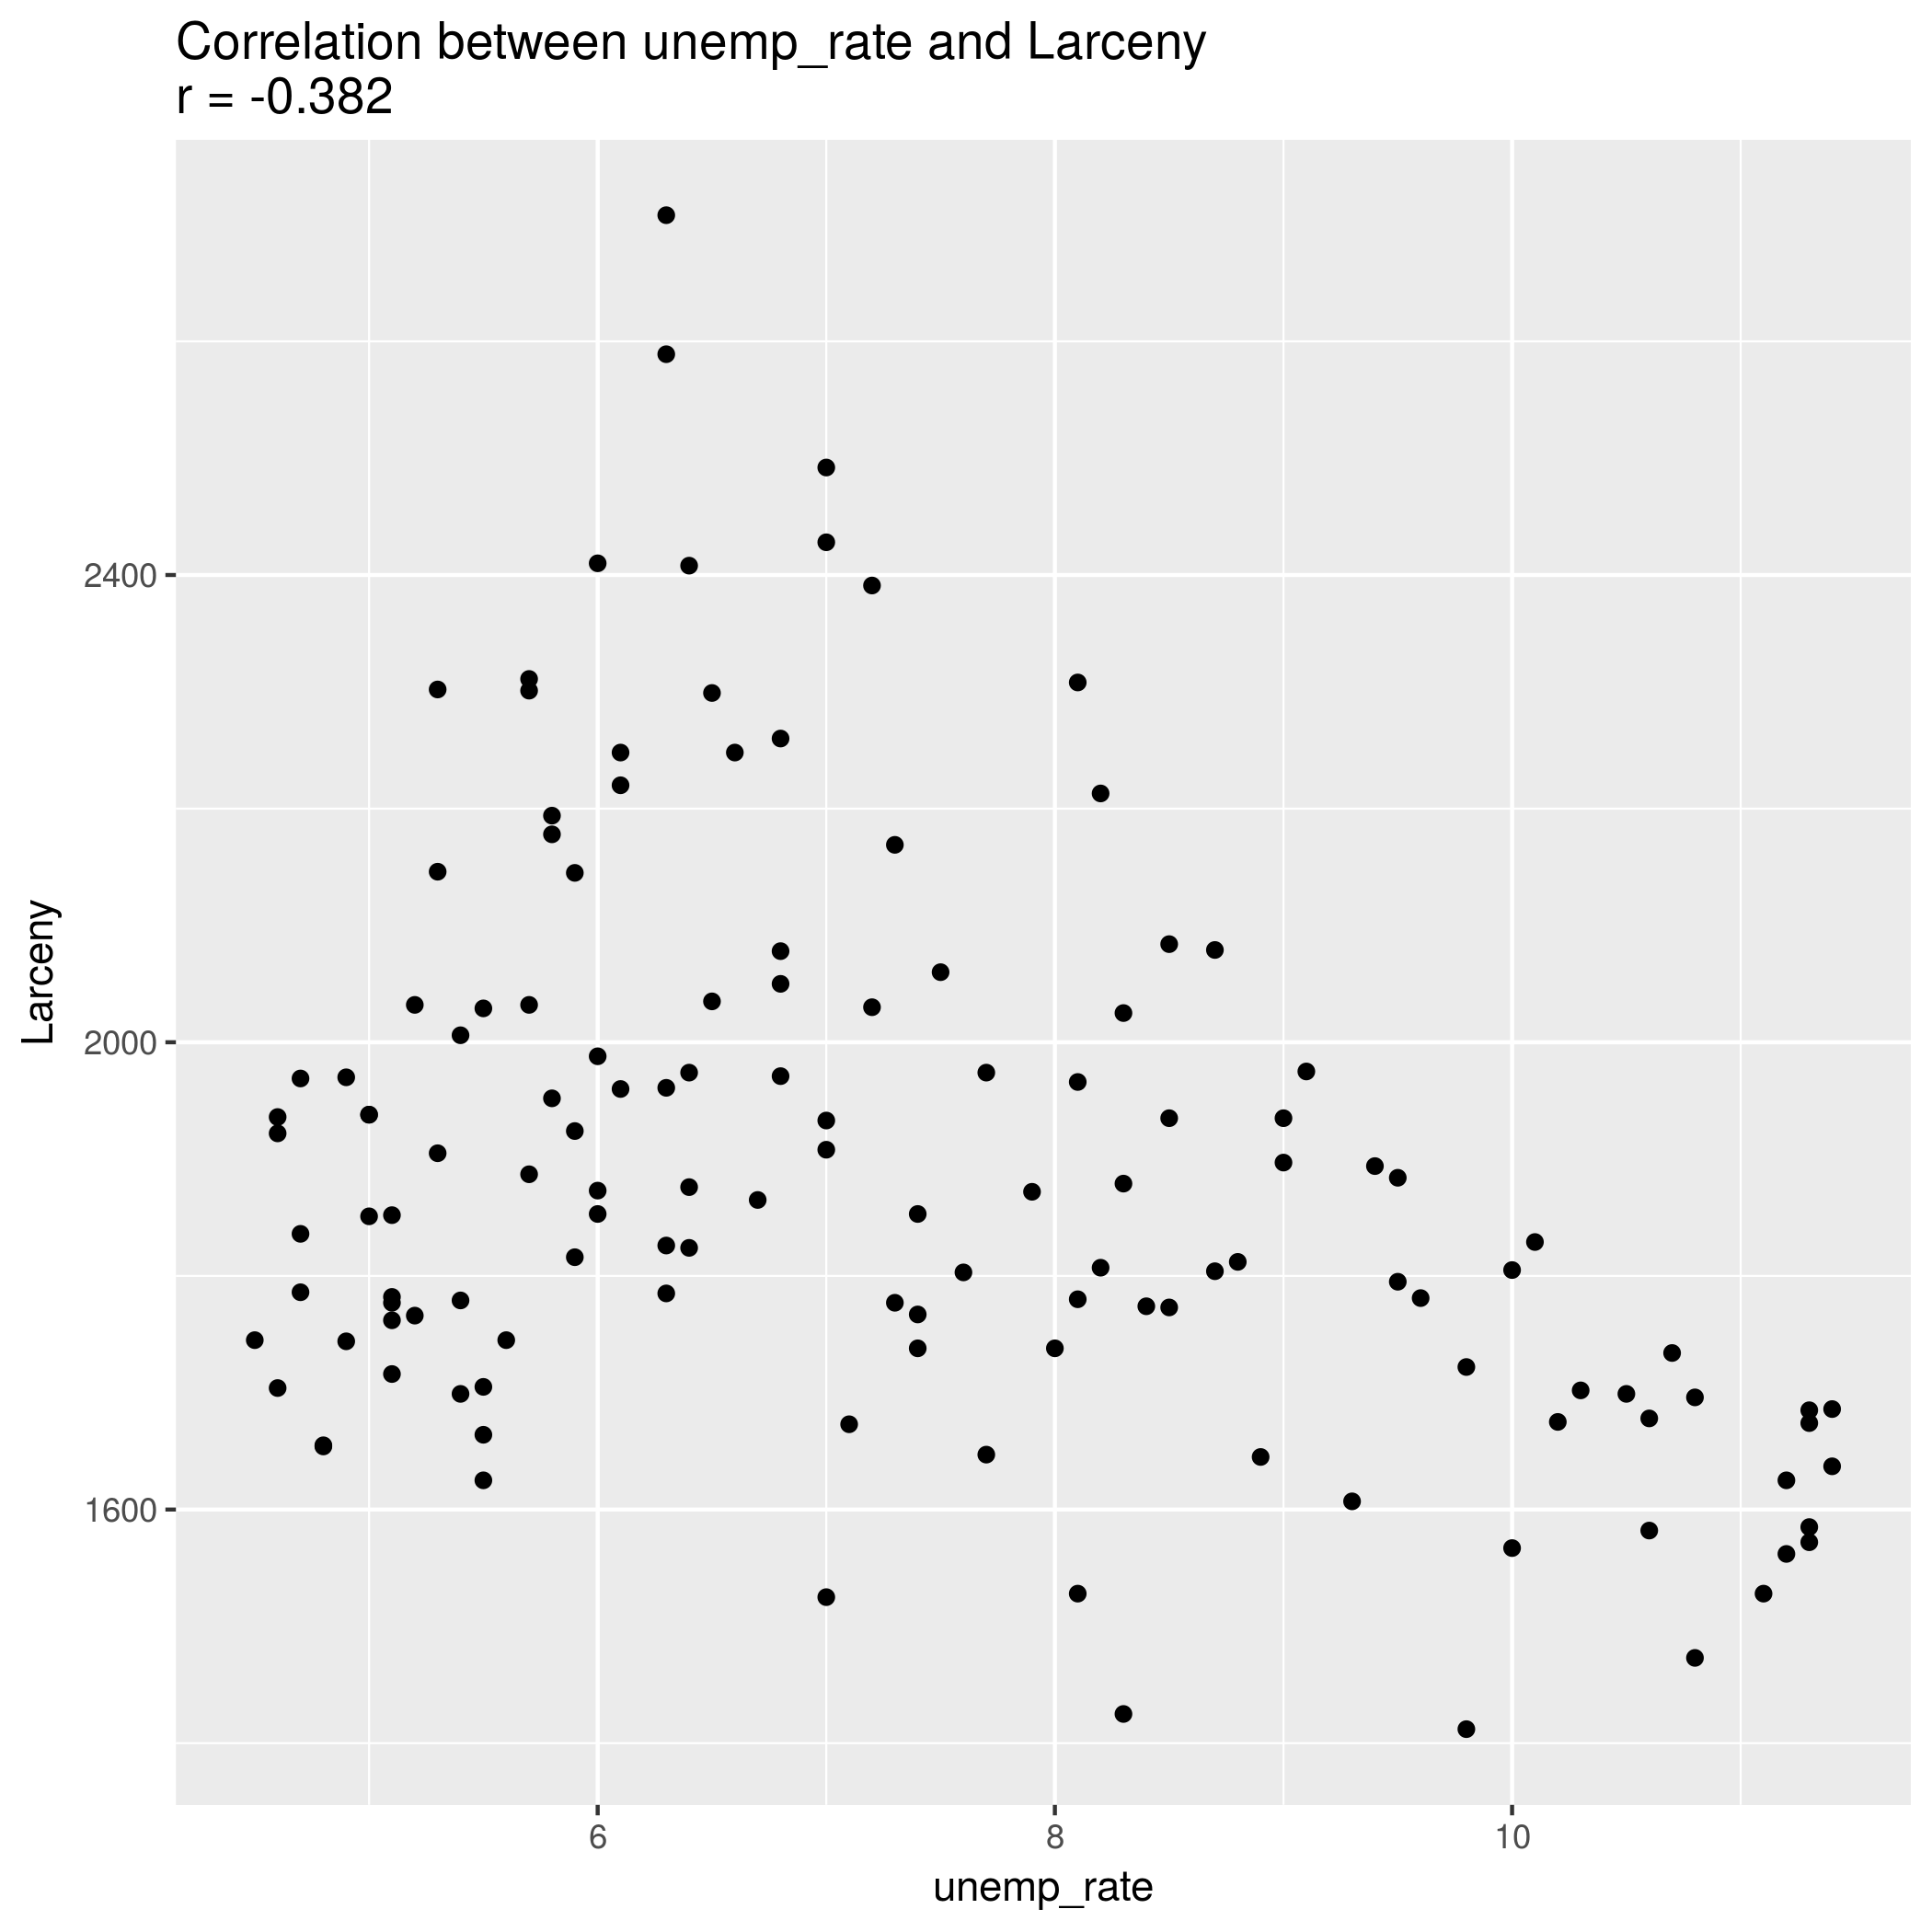 Correlation between unemp_rate and Larceny
r = -0.382
Larceny
2400
2000
1600
6
8
10
unemp_rate